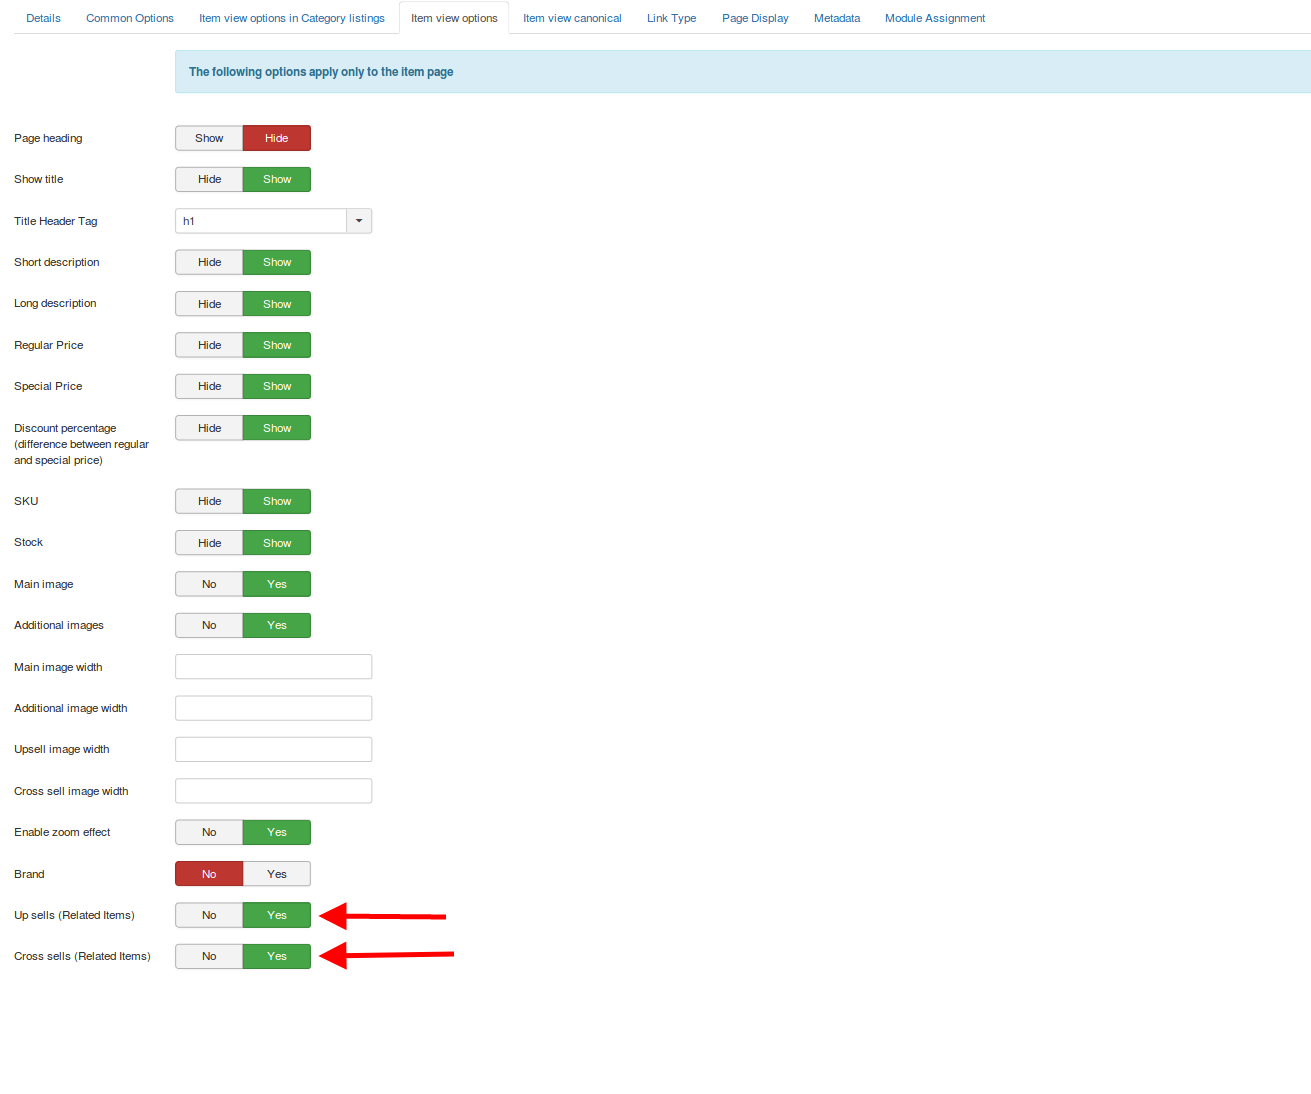 Details Common Options Item view options in Category listings Item view options Item view canonical Link Type Page Display Metadata Module Assignment
The following options apply only to the item page
Page heading Show Hide
Show title Hide Show
Title Header Tag h1
Short description Hide Show
Long description Hide Show
Regular Price Hide Show
Special Price Hide Show
Discount percentage Hide Show
(difference between regular
and special price)
SKU Hide Show
Stock Hide Show
Main image No Yes
Additional images No Yes
Main image width
Additional image width
Upsell image width
Cross sell image width
Enable zoom effect No Yes
Brand No Yes
Up sells (Related Items) No Yes
Cross sells (Related Items) No Yes